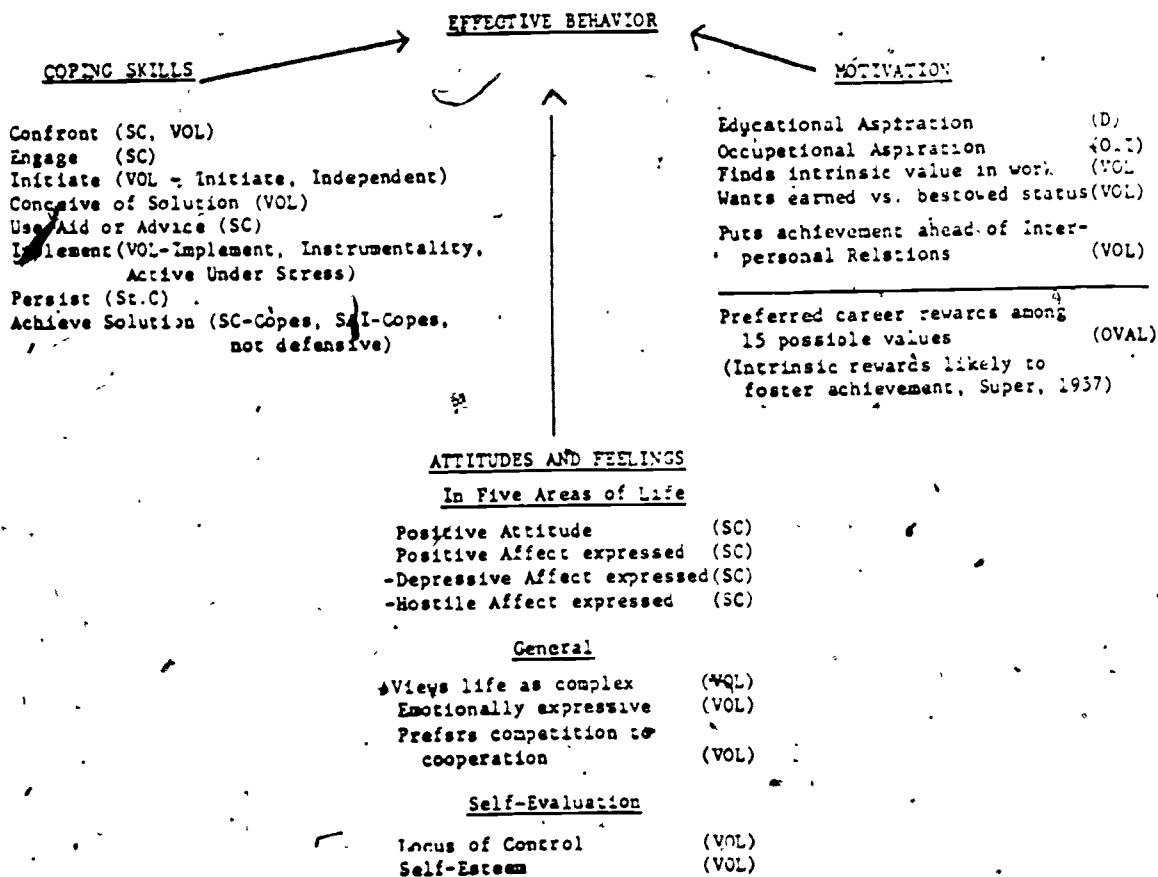 EFFECTIVE BEHAVIOR
COPING SKILLS
Confront (SC, VOL)
Engage (SC)
Initiate (VOL - Initiate, Independent)
Conceive of Solution (VOL)
Use Aid or Advice (SC)
Implement (VOL-Implement, Instrumentality,
Active Under Stress)
Persist (St.C)
Achieve Solution (SC-Copes, SAI-Copes,
not defensive)
MOTIVATION
Educational Aspiration (D)
Occupational Aspiration
Finds intrinsic value in work (VOL
Wants earned vs. bestowed status (VOL)
Puts achievement ahead of Inter-
personal Relations (VOL)
Preferred career rewards among
15 possible values (OVAL)
(Intrinsic rewards likely to
foster achievement, Super, 1957)
ATTITUDES AND FEELINGS
In Five Areas of Life
Positive Attitude (SC)
Positive Affect expressed (SC)
-Depressive Affect expressed (SC)
-Hostile Affect expressed (SC)
General
Views life as complex (VOL)
Emotionally expressive (VOL)
Prefers competition to
cooperation (VOL)
Self-Evaluation
Locus of Control (VOL)
Self-Esteem (VOL)